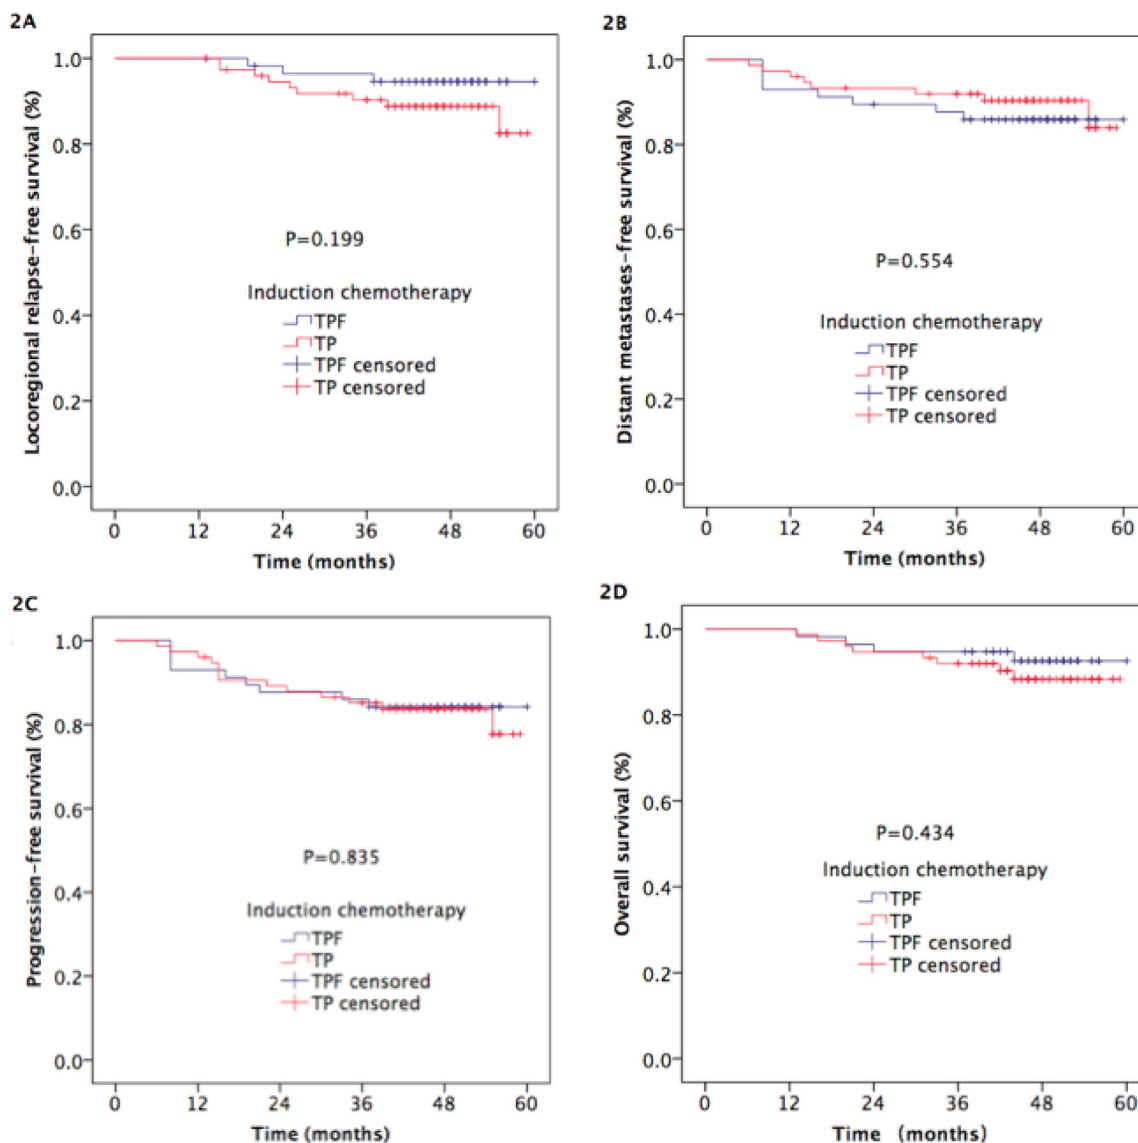 2A
Locoregional relapse-free survival (%)
1.0
0.8
0.6
0.4
0.2
0.0
P=0.199
Induction chemotherapy
TPF
TP
TPF censored
TP censored
0 12 24 36 48 60
Time (months)
2B
Distant metastases-free survival (%)
1.0
0.8
0.6
0.4
0.2
0.0
P=0.554
Induction chemotherapy
TPF
TP
TPF censored
TP censored
0 12 24 36 48 60
Time (months)
2C
Progression-free survival (%)
1.0
0.8
0.6
0.4
0.2
0.0
P=0.835
Induction chemotherapy
TPF
TP
TPF censored
TP censored
0 12 24 36 48 60
Time (months)
2D
Overall survival (%)
1.0
0.8
0.6
0.4
0.2
0.0
P=0.434
Induction chemotherapy
TPF
TP
TPF censored
TP censored
0 12 24 36 48 60
Time (months)